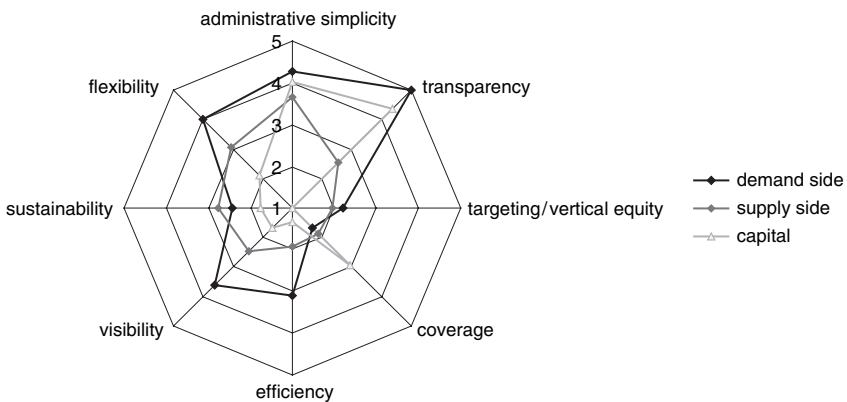 administrative simplicity
5
flexibility
4
transparency
3
2
sustainability
1
targeting/vertical equity
demand side
supply side
capital
visibility
coverage
efficiency